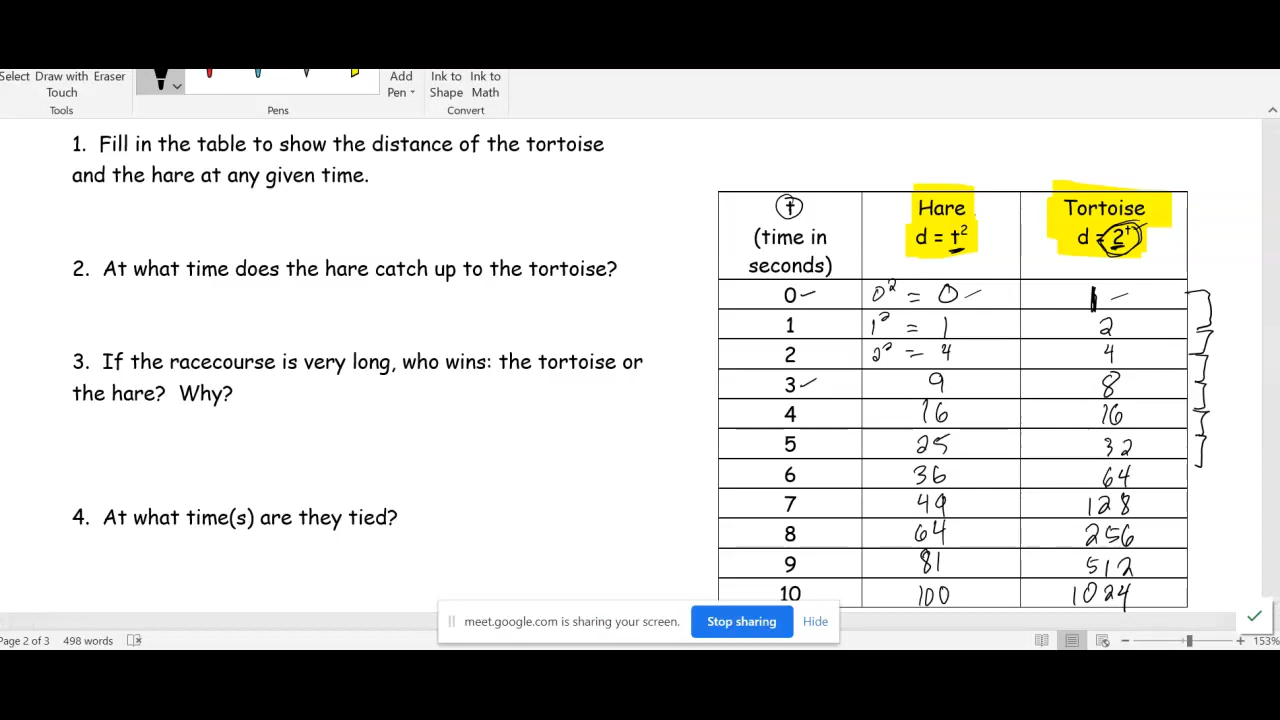 Select Draw with Eraser Add Ink to Ink to
Touch Pen Shape Math
Tools Pens Convert
1. Fill in the table to show the distance of the tortoise
and the hare at any given time.
2. At what time does the hare catch up to the tortoise?
3. If the racecourse is very long, who wins: the tortoise or
the hare? Why?
4. At what time(s) are they tied?
t Hare Tortoise
(time in d = t² d = 2ᵗ
seconds)
0 0² = 0 1
1 1² = 1 2
2 2² = 4 4
3 9 8
4 16 16
5 25 32
6 36 64
7 49 128
8 64 256
9 81 512
10 100 1024
meet.google.com is sharing your screen. Stop sharing Hide
Page 2 of 3 498 words 153%